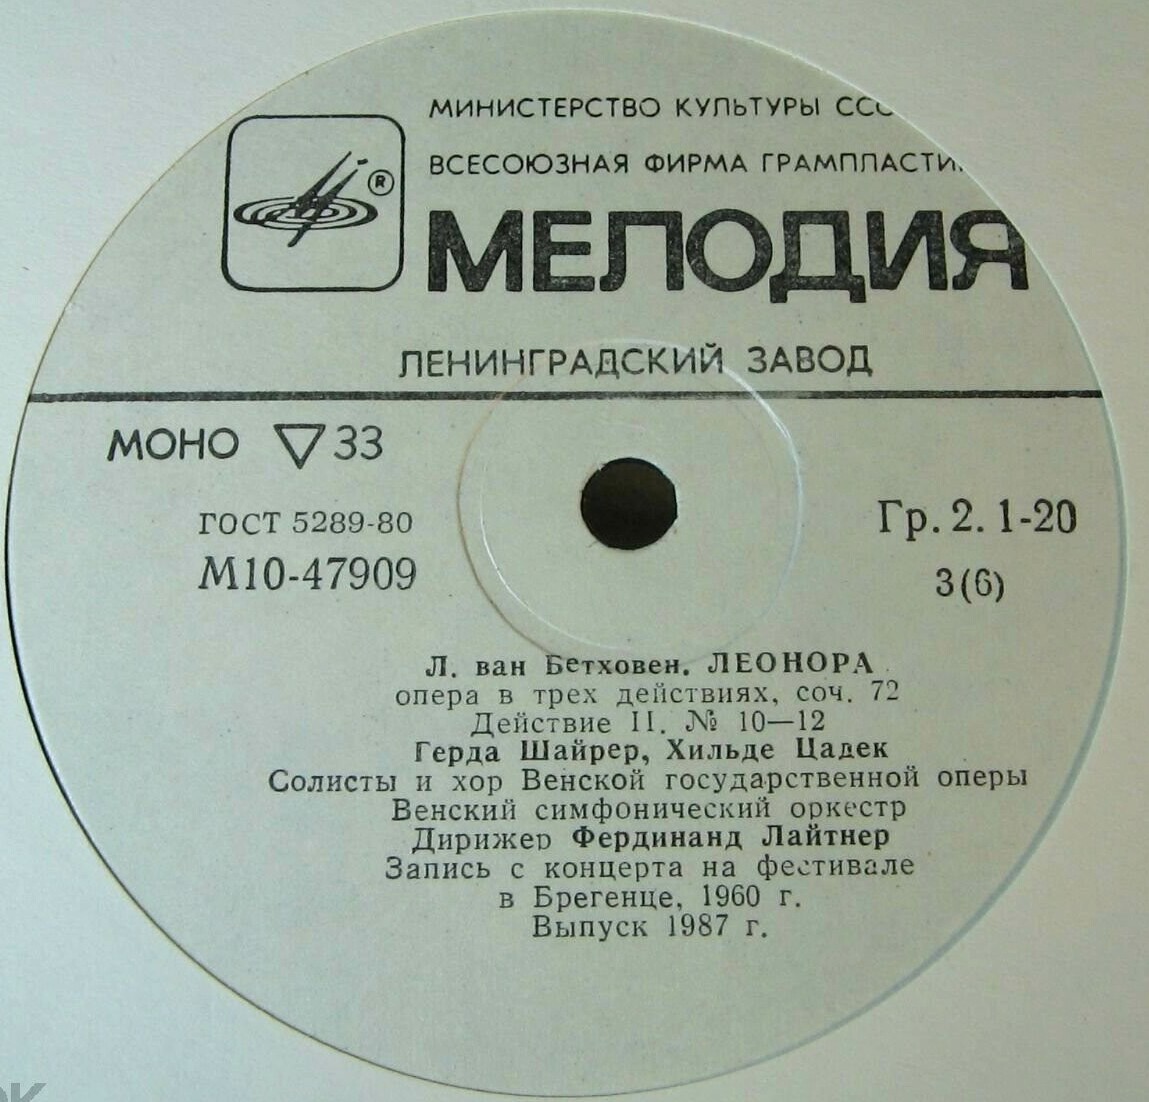 МИНИСТЕРСТВО КУЛЬТУРЫ
ВСЕСОЮЗНАЯ ФИРМА
®
МЕЛОДИЯ
ЛЕНИНГРАДСКИЙ ЗАВОД
МОНО ▽ 33
ГОСТ 5289-80
Гр. 2. 1-20
М10-47909
3(6)
Л. ван Бетховен. ЛЕОНОРА
опера в трех действиях, соч. 72
Действие II. № 10—12
Герда Шайрер, Хильде Цадек
Солисты и хор Венской государственной оперы
Венский симфонический оркестр
Дирижер Фердинанд Лайтнер
Запись с концерта на фестивале
в Брегенце, 1960 г.
Выпуск 1987 г.